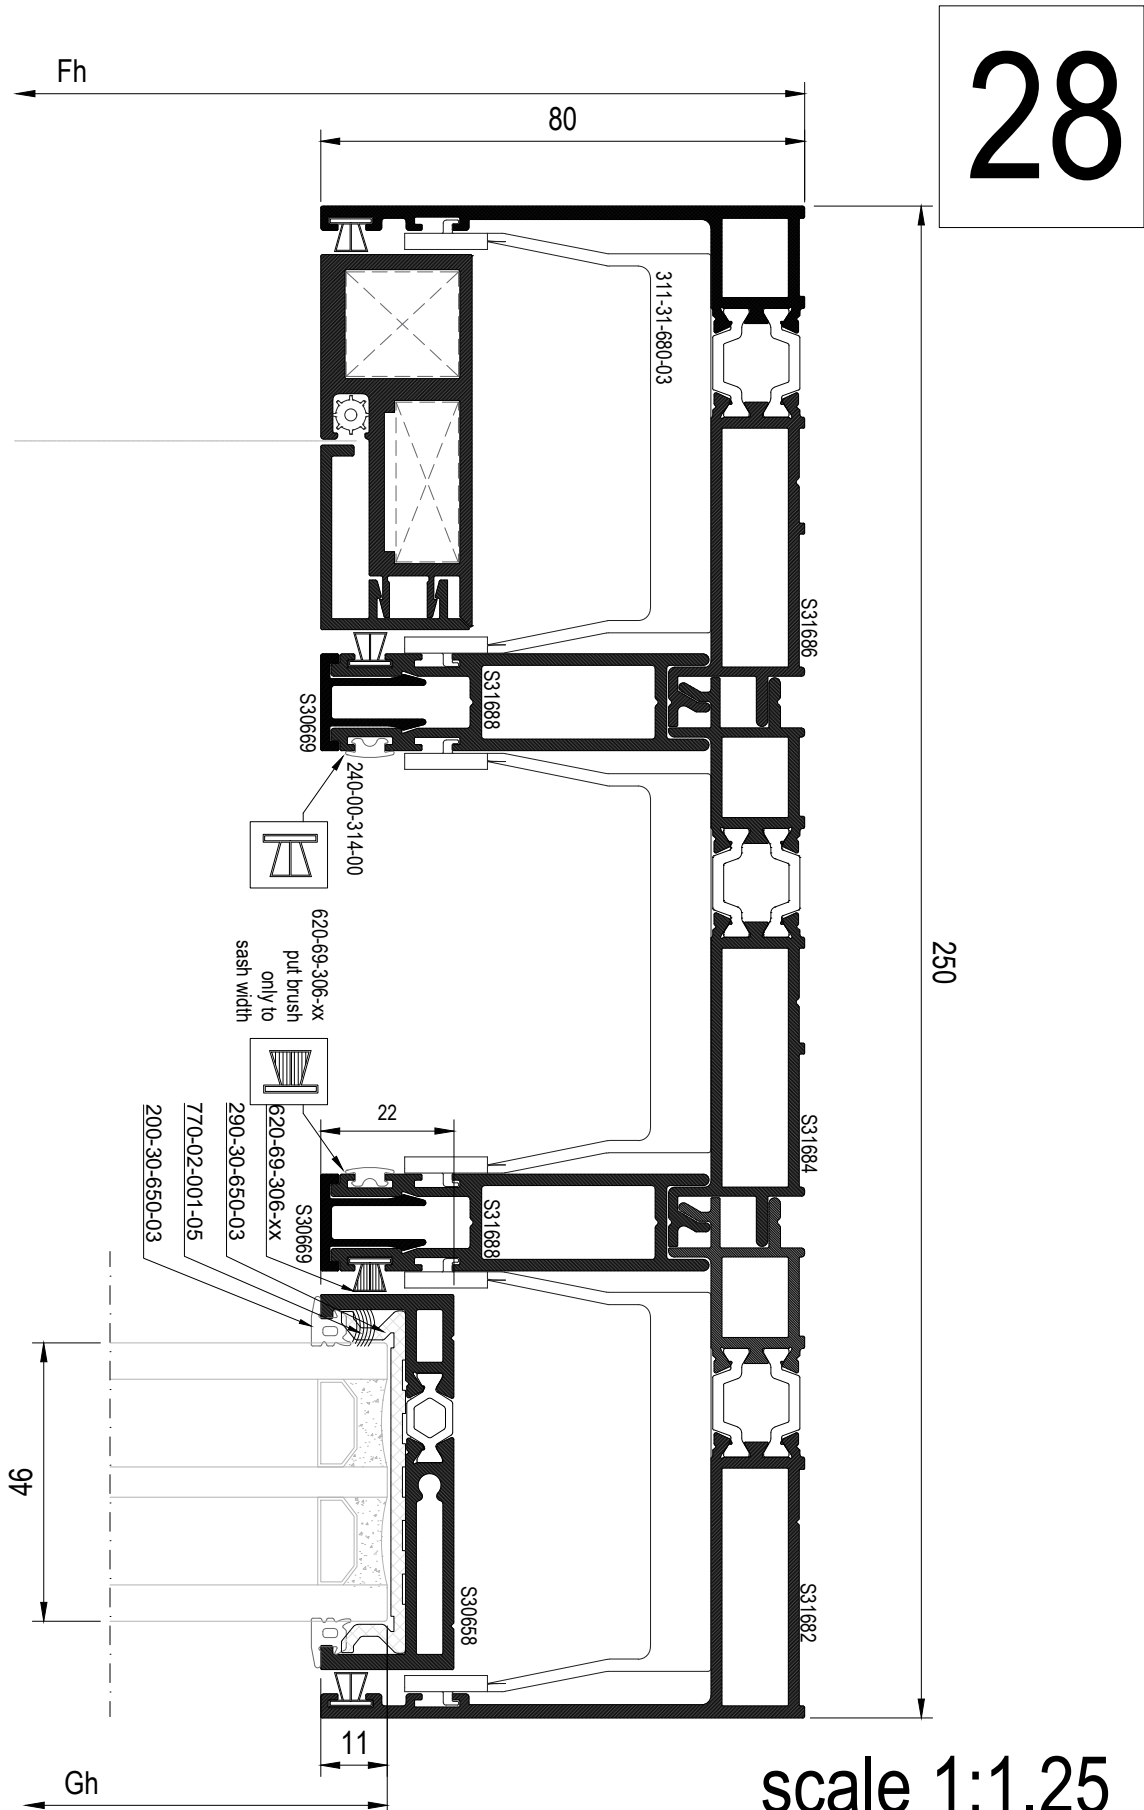 28
Fh
80
311-31-680-03
S31686
S31688
S30669
240-00-314-00
250
620-69-306-xx
put brush
only to
sash width
22
S31684
S31688
S30669
620-69-306-xx
290-30-650-03
770-02-001-05
200-30-650-03
46
S30658
S31682
11
Gh
scale 1:1.25